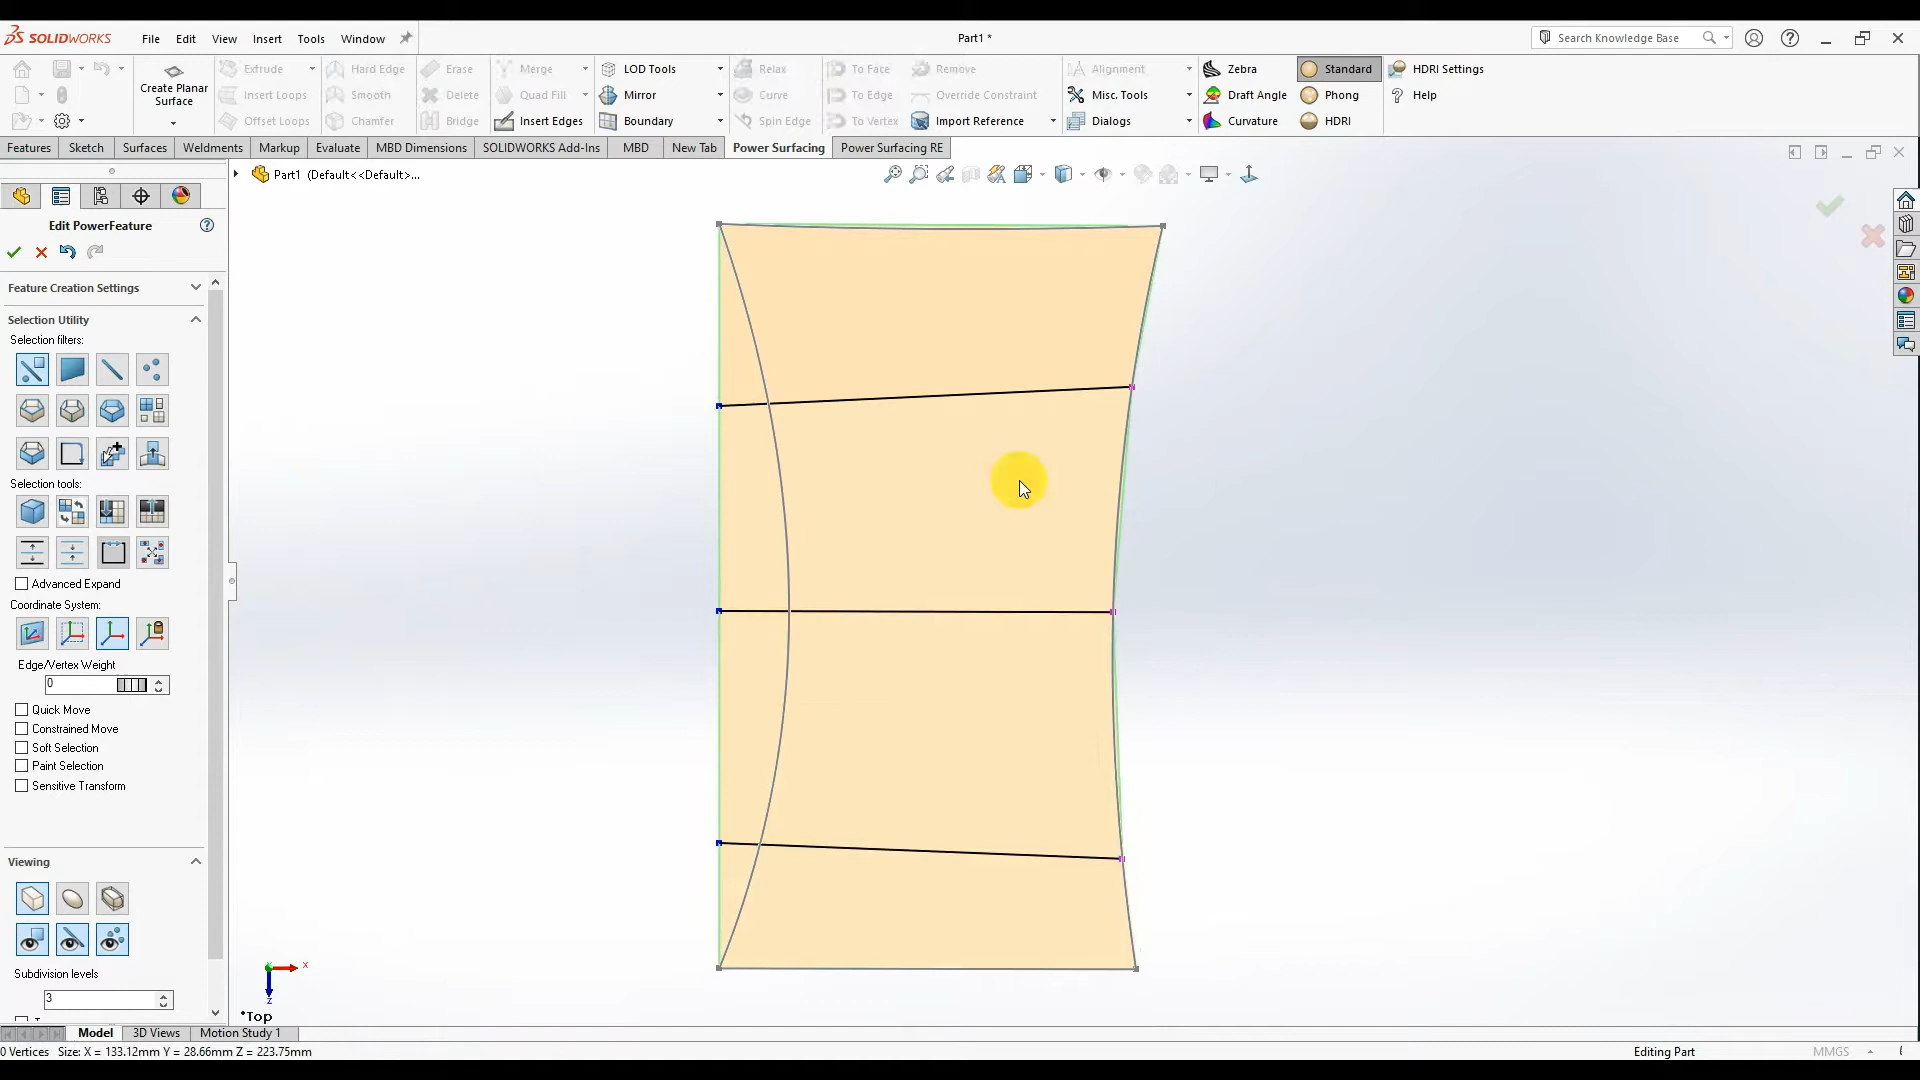 SOLIDWORKS File Edit View Insert Tools Window Part1 * Search Knowledge Base
Extrude Hard Edge Erase Merge LOD Tools Relax To Face Remove Alignment Zebra Standard HDRI Settings
Create Planar Surface Insert Loops Smooth Delete Quad Fill Mirror Curve To Edge Override Constraint Misc. Tools Draft Angle Phong Help
Offset Loops Chamfer Bridge Insert Edges Boundary Spin Edge To Vertex Import Reference Dialogs Curvature HDRI
Features Sketch Surfaces Weldments Markup Evaluate MBD Dimensions SOLIDWORKS Add-Ins MBD New Tab Power Surfacing Power Surfacing RE
Part1 (Default<<Default>...
Edit PowerFeature
Feature Creation Settings
Selection Utility
Selection filters:
Selection tools:
Advanced Expand
Coordinate System:
Edge/Vertex Weight
0
Quick Move
Constrained Move
Soft Selection
Paint Selection
Sensitive Transform
Viewing
Subdivision levels
3
x
z
*Top
Model 3D Views Motion Study 1
0 Vertices Size: X = 133.12mm Y = 28.66mm Z = 223.75mm Editing Part MMGS